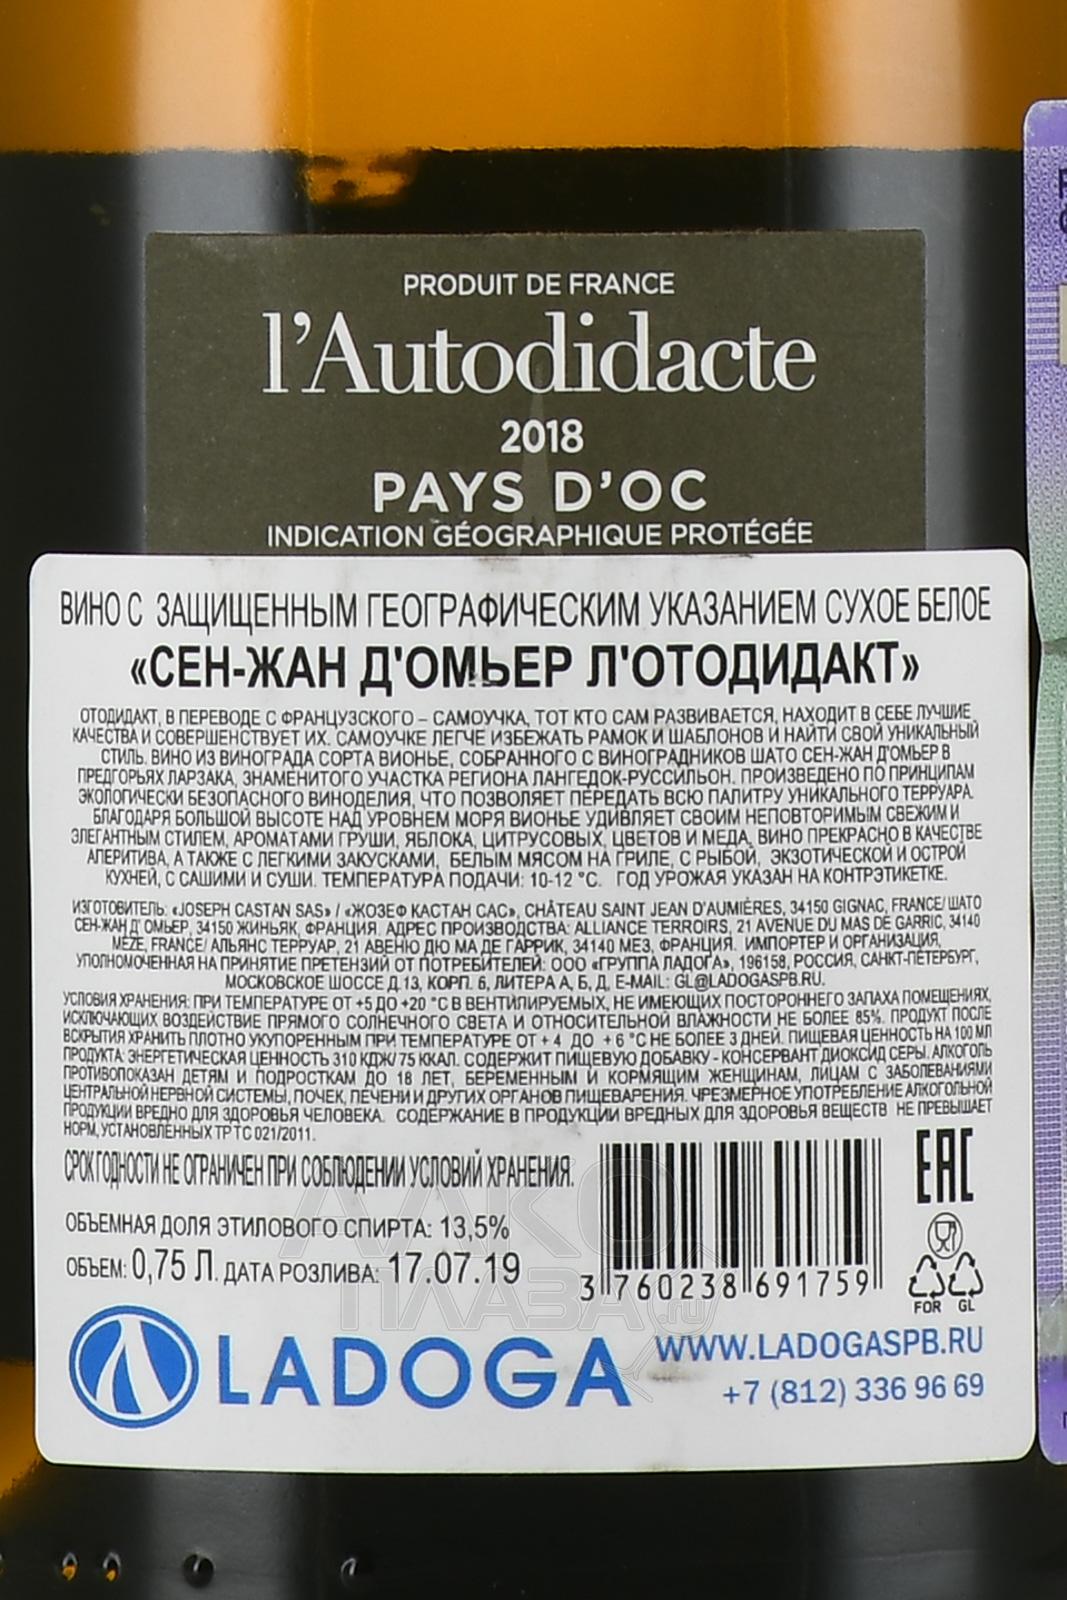 PRODUIT DE FRANCE
l'Autodidacte
2018
PAYS D'OC
INDICATION GÉOGRAPHIQUE PROTÉGÉE
ВИНО С ЗАЩИЩЕННЫМ ГЕОГРАФИЧЕСКИМ УКАЗАНИЕМ СУХОЕ БЕЛОЕ
«СЕН-ЖАН Д'ОМЬЕР Л'ОТОДИДАКТ»
ОТОДИДАКТ, В ПЕРЕВОДЕ С ФРАНЦУЗСКОГО – САМОУЧКА, ТОТ КТО САМ РАЗВИВАЕТСЯ, НАХОДИТ В СЕБЕ ЛУЧШИЕ
КАЧЕСТВА И СОВЕРШЕНСТВУЕТ ИХ. САМОУЧКЕ ЛЕГЧЕ ИЗБЕЖАТЬ РАМОК И ШАБЛОНОВ И НАЙТИ СВОЙ УНИКАЛЬНЫЙ
СТИЛЬ. ВИНО ИЗ ВИНОГРАДА СОРТА ВИОНЬЕ, СОБРАННОГО С ВИНОГРАДНИКОВ ШАТО СЕН-ЖАН Д'ОМЬЕР В
ПРЕДГОРЬЯХ ЛАРЗАКА, ЗНАМЕНИТОГО УЧАСТКА РЕГИОНА ЛАНГЕДОК-РУССИЛЬОН. ПРОИЗВЕДЕНО ПО ПРИНЦИПАМ
ЭКОЛОГИЧЕСКИ БЕЗОПАСНОГО ВИНОДЕЛИЯ, ЧТО ПОЗВОЛЯЕТ ПЕРЕДАТЬ ВСЮ ПАЛИТРУ УНИКАЛЬНОГО ТЕРРУАРА.
БЛАГОДАРЯ БОЛЬШОЙ ВЫСОТЕ НАД УРОВНЕМ МОРЯ ВИОНЬЕ УДИВЛЯЕТ СВОИМ НЕПОВТОРИМЫМ СВЕЖИМ И
ЭЛЕГАНТНЫМ СТИЛЕМ, АРОМАТАМИ ГРУШИ, ЯБЛОКА, ЦИТРУСОВЫХ, ЦВЕТОВ И МЕДА. ВИНО ПРЕКРАСНО В КАЧЕСТВЕ
АПЕРИТИВА, А ТАКЖЕ С ЛЕГКИМИ ЗАКУСКАМИ, БЕЛЫМ МЯСОМ НА ГРИЛЕ, С РЫБОЙ, ЭКЗОТИЧЕСКОЙ И ОСТРОЙ
КУХНЕЙ, С САШИМИ И СУШИ. ТЕМПЕРАТУРА ПОДАЧИ: 10-12 °С. ГОД УРОЖАЯ УКАЗАН НА КОНТРЭТИКЕТКЕ.
ИЗГОТОВИТЕЛЬ: «JOSEPH CASTAN SAS» / «ЖОЗЕФ КАСТАН САС», CHÂTEAU SAINT JEAN D'AUMIÈRES, 34150 GIGNAC, FRANCE/ ШАТО
СЕН-ЖАН Д'ОМЬЕР, 34150 ЖИНЬЯК, ФРАНЦИЯ. АДРЕС ПРОИЗВОДСТВА: ALLIANCE TERROIRS, 21 AVENUE DU MAS DE GARRIC, 34140
MÈZE, FRANCE/ АЛЬЯНС ТЕРРУАР, 21 АВЕНЮ ДЮ МА ДЕ ГАРРИК, 34140 МЕЗ, ФРАНЦИЯ. ИМПОРТЕР И ОРГАНИЗАЦИЯ,
УПОЛНОМОЧЕННАЯ НА ПРИНЯТИЕ ПРЕТЕНЗИЙ ОТ ПОТРЕБИТЕЛЕЙ: ООО «ГРУППА ЛАДОГА», 196158, РОССИЯ, САНКТ-ПЕТЕРБУРГ,
МОСКОВСКОЕ ШОССЕ Д.13, КОРП. 6, ЛИТЕРА А, Б, Д, E-MAIL: GL@LADOGASPB.RU.
УСЛОВИЯ ХРАНЕНИЯ: ПРИ ТЕМПЕРАТУРЕ ОТ +5 ДО +20 °С В ВЕНТИЛИРУЕМЫХ, НЕ ИМЕЮЩИХ ПОСТОРОННЕГО ЗАПАХА ПОМЕЩЕНИЯХ,
ИСКЛЮЧАЮЩИХ ВОЗДЕЙСТВИЕ ПРЯМОГО СОЛНЕЧНОГО СВЕТА И ОТНОСИТЕЛЬНОЙ ВЛАЖНОСТИ НЕ БОЛЕЕ 85%. ПРОДУКТ ПОСЛЕ
ВСКРЫТИЯ ХРАНИТЬ ПЛОТНО УКУПОРЕННЫМ ПРИ ТЕМПЕРАТУРЕ ОТ + 4 ДО + 6 °С НЕ БОЛЕЕ 3 ДНЕЙ. ПИЩЕВАЯ ЦЕННОСТЬ НА 100 МЛ
ПРОДУКТА: ЭНЕРГЕТИЧЕСКАЯ ЦЕННОСТЬ 310 КДЖ/ 75 ККАЛ. СОДЕРЖИТ ПИЩЕВУЮ ДОБАВКУ - КОНСЕРВАНТ ДИОКСИД СЕРЫ. АЛКОГОЛЬ
ПРОТИВОПОКАЗАН ДЕТЯМ И ПОДРОСТКАМ ДО 18 ЛЕТ, БЕРЕМЕННЫМ И КОРМЯЩИМ ЖЕНЩИНАМ, ЛИЦАМ С ЗАБОЛЕВАНИЯМИ
ЦЕНТРАЛЬНОЙ НЕРВНОЙ СИСТЕМЫ, ПОЧЕК, ПЕЧЕНИ И ДРУГИХ ОРГАНОВ ПИЩЕВАРЕНИЯ. ЧРЕЗМЕРНОЕ УПОТРЕБЛЕНИЕ АЛКОГОЛЬНОЙ
ПРОДУКЦИИ ВРЕДНО ДЛЯ ЗДОРОВЬЯ ЧЕЛОВЕКА. СОДЕРЖАНИЕ В ПРОДУКЦИИ ВРЕДНЫХ ДЛЯ ЗДОРОВЬЯ ВЕЩЕСТВ НЕ ПРЕВЫШАЕТ
НОРМ, УСТАНОВЛЕННЫХ ТР ТС 021/2011.
СРОК ГОДНОСТИ НЕ ОГРАНИЧЕН ПРИ СОБЛЮДЕНИИ УСЛОВИЙ ХРАНЕНИЯ.
ОБЪЕМНАЯ ДОЛЯ ЭТИЛОВОГО СПИРТА: 13,5%
ОБЪЕМ: 0,75 Л. ДАТА РОЗЛИВА: 17.07.19
3 760238 691759
EAC
FOR GL
LADOGA
WWW.LADOGASPB.RU
+7 (812) 336 96 69
АЛКО
ПЛАЗА.ru